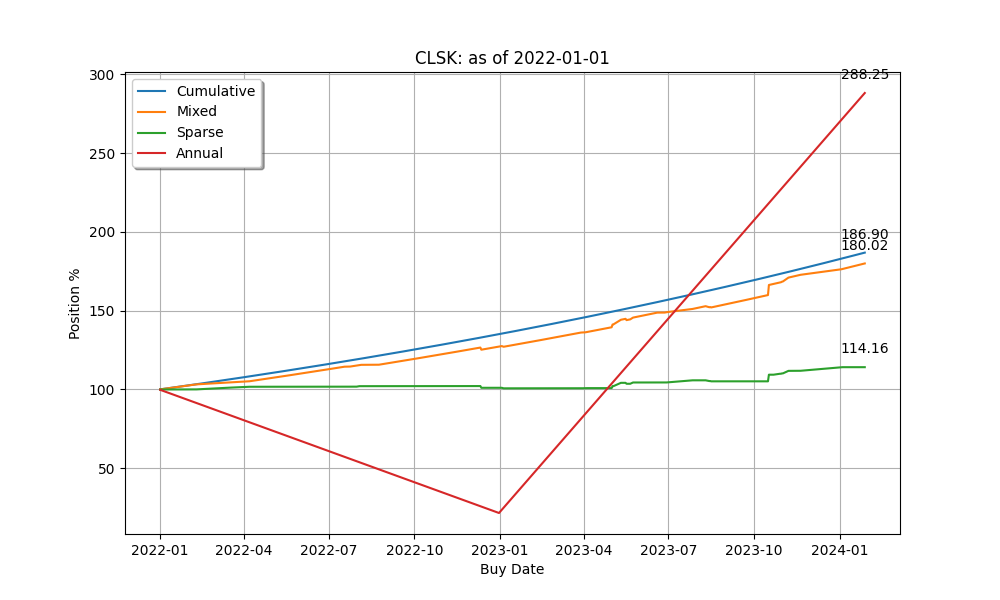 CLSK: as of 2022-01-01
288.25
186.90
180.02
114.16
Cumulative
Mixed
Sparse
Annual
300
250
200
150
100
50
Position %
2022-01
2022-04
2022-07
2022-10
2023-01
2023-04
2023-07
2023-10
2024-01
Buy Date